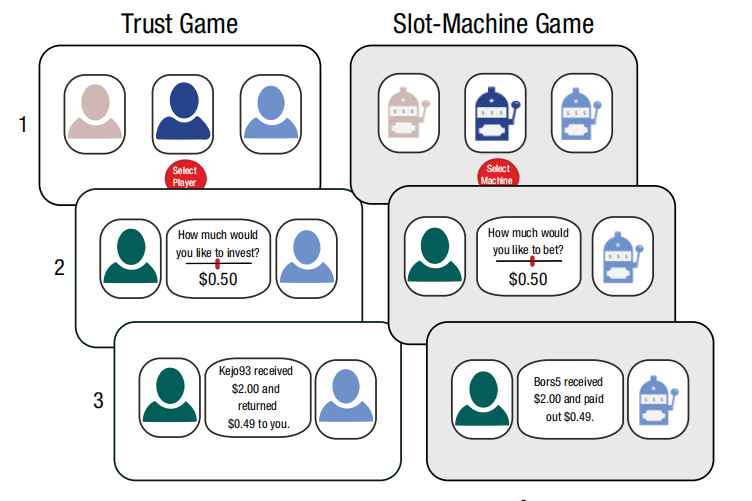 Trust Game
Slot-Machine Game
1
Select
Player
Select
Machine
2
How much would
you like to invest?
$0.50
How much would
you like to bet?
$0.50
3
Kejo93 received
$2.00 and
returned
$0.49 to you.
Bors5 received
$2.00 and paid
out $0.49.